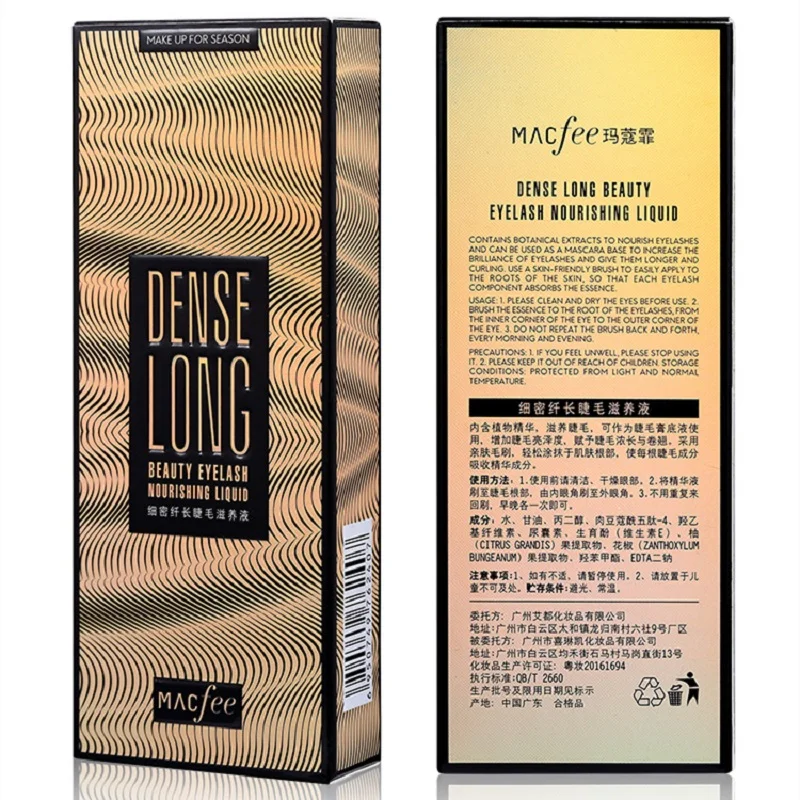 MAKE UP FOR SEASON
DENSE
LONG
BEAUTY EYELASH
NOURISHING LIQUID
细密纤长睫毛滋养液
MACfee
MACfee玛蔻霏
DENSE LONG BEAUTY
EYELASH NOURISHING LIQUID
CONTAINS BOTANICAL EXTRACTS TO NOURISH EYELASHES
AND CAN BE USED AS A MASCARA BASE TO INCREASE THE
BRILLIANCE OF EYELASHES AND GIVE THEM LONGER AND
CURLING. USE A SKIN-FRIENDLY BRUSH TO EASILY APPLY TO
THE ROOTS OF THE SKIN, SO THAT EACH EYELASH
COMPONENT ABSORBS THE ESSENCE.
USAGE: 1. PLEASE CLEAN AND DRY THE EYES BEFORE USE. 2.
BRUSH THE ESSENCE TO THE ROOT OF THE EYELASHES, FROM
THE INNER CORNER OF THE EYE TO THE OUTER CORNER OF
THE EYE. 3. DO NOT REPEAT THE BRUSH BACK AND FORTH,
EVERY MORNING AND EVENING.
PRECAUTIONS: 1. IF YOU FEEL UNWELL, PLEASE STOP USING
IT. 2. PLEASE KEEP IT OUT OF REACH OF CHILDREN. STORAGE
CONDITIONS: PROTECTED FROM LIGHT AND NORMAL
TEMPERATURE.
细密纤长睫毛滋养液
内含植物精华。滋养睫毛，可作为睫毛膏底液使
用，增加睫毛亮泽度，赋予睫毛浓长与卷翘。采用
亲肤毛刷，轻松涂抹于肌肤根部，使每根睫毛成分
吸收精华成分。
使用方法：1.使用前请清洁、干燥眼部。2.将精华液
刷至睫毛根部，由内眼角刷至外眼角。3.不用重复来
回刷，早晚各一次即可。
成分：水、甘油、丙二醇、肉豆蔻酰五肽-4、羟乙
基纤维素、尿囊素、生育酚（维生素E）、柚
(CITRUS GRANDIS）果提取物、花椒（ZANTHOXYLUM
BUNGEANUM）果提取物、羟苯甲酯、EDTA二钠
注意事项：1、如有不适，请暂停使用。2、请放置于儿
童不可及处。贮存条件：避光、常温。
委托方：广州艾都化妆品有限公司
地址：广州市白云区太和镇龙归南村六社9号厂区
被委托方：广州市喜琳凯化妆品有限公司
地址：广州市白云区均禾街石马村马岗直街13号
化妆品生产许可证：粤妆20161694
执行标准：QB/T 2660
生产批号及限用日期见标示
产地：中国广东 合格品